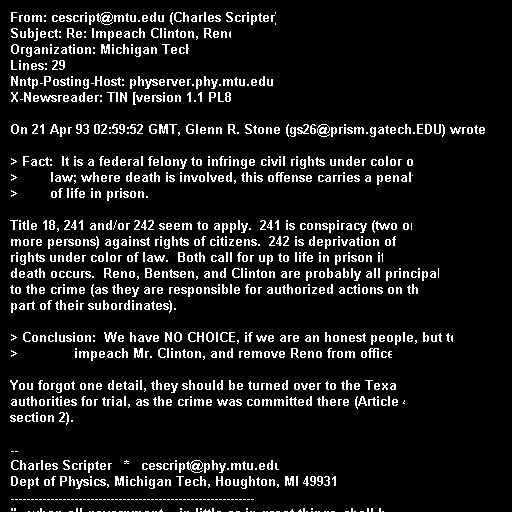 From: cescript@mtu.edu (Charles Scripter)
Subject: Re: Impeach Clinton, Reno
Organization: Michigan Tech
Lines: 29
Nntp-Posting-Host: physerver.phy.mtu.edu
X-Newsreader: TIN [version 1.1 PL8
On 21 Apr 93 02:59:52 GMT, Glenn R. Stone (gs26@prism.gatech.EDU) wrote
> Fact:  It is a federal felony to infringe civil rights under color o
>        law; where death is involved, this offense carries a penal
>        of life in prison.
Title 18, 241 and/or 242 seem to apply.  241 is conspiracy (two or
more persons) against rights of citizens.  242 is deprivation of
rights under color of law.  Both call for up to life in prison if
death occurs.  Reno, Bentsen, and Clinton are probably all principal
to the crime (as they are responsible for authorized actions on th
part of their subordinates).
> Conclusion:  We have NO CHOICE, if we are an honest people, but to
>              impeach Mr. Clinton, and remove Reno from office
You forgot one detail, they should be turned over to the Texa
authorities for trial, as the crime was committed there (Article 4
section 2).
--
Charles Scripter   *   cescript@phy.mtu.edu
Dept of Physics, Michigan Tech, Houghton, MI 49931
-------------------------------------------------------------